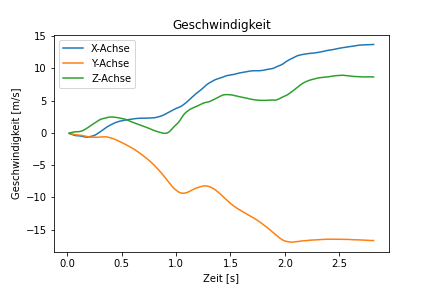 Geschwindigkeit
Geschwindigkeit [m/s]
15
10
5
0
−5
−10
−15
X-Achse
Y-Achse
Z-Achse
0.0 0.5 1.0 1.5 2.0 2.5
Zeit [s]